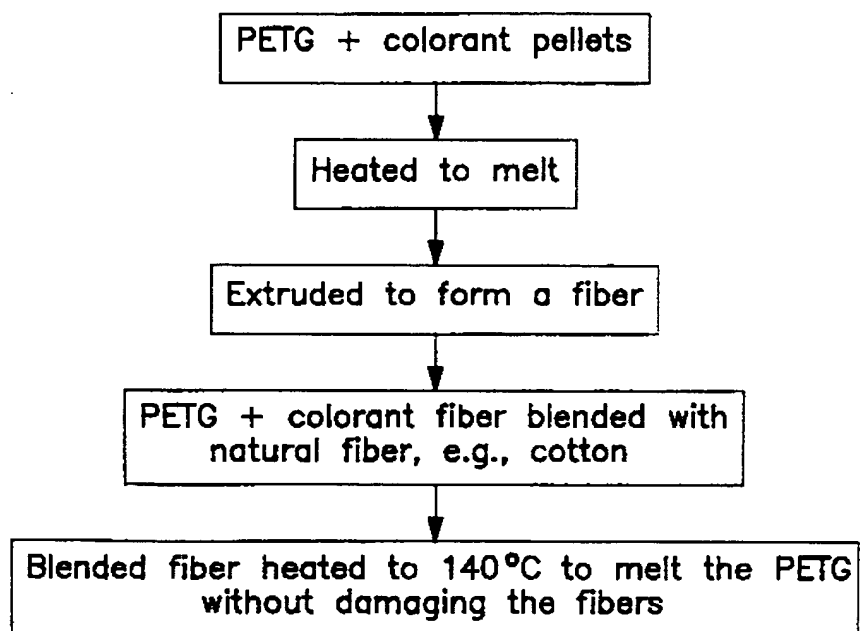 PETG + colorant pellets
Heated to melt
Extruded to form a fiber
PETG + colorant fiber blended with
natural fiber, e.g., cotton
Blended fiber heated to 140°C to melt the PETG
without damaging the fibers